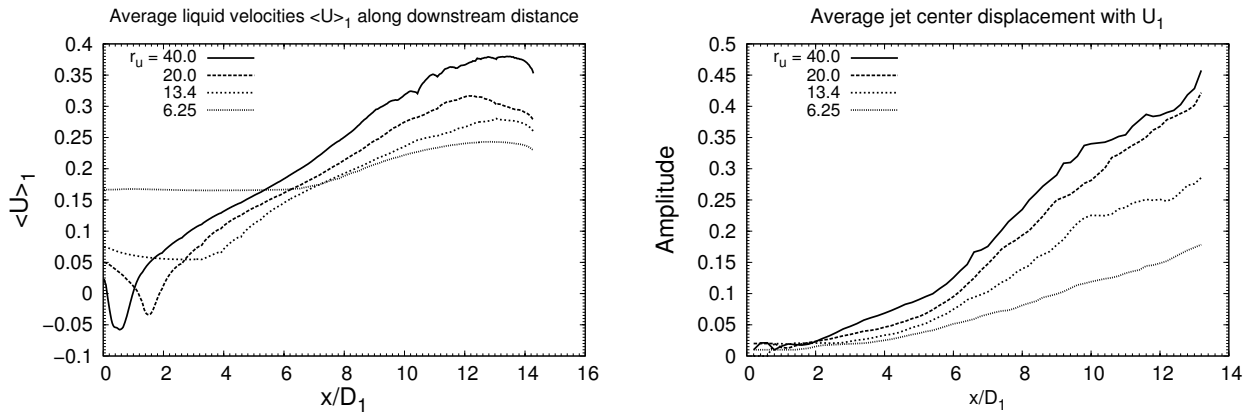 Average liquid velocities <U>1 along downstream distance
0.4
0.35
0.3
0.25
0.2
0.15
0.1
0.05
0
−0.05
−0.1
<U>1
ru = 40.0
20.0
13.4
6.25
0 2 4 6 8 10 12 14 16
x/D1
Average jet center displacement with U1
0.5
0.45
0.4
0.35
0.3
0.25
0.2
0.15
0.1
0.05
0
Amplitude
ru = 40.0
20.0
13.4
6.25
0 2 4 6 8 10 12 14
x/D1